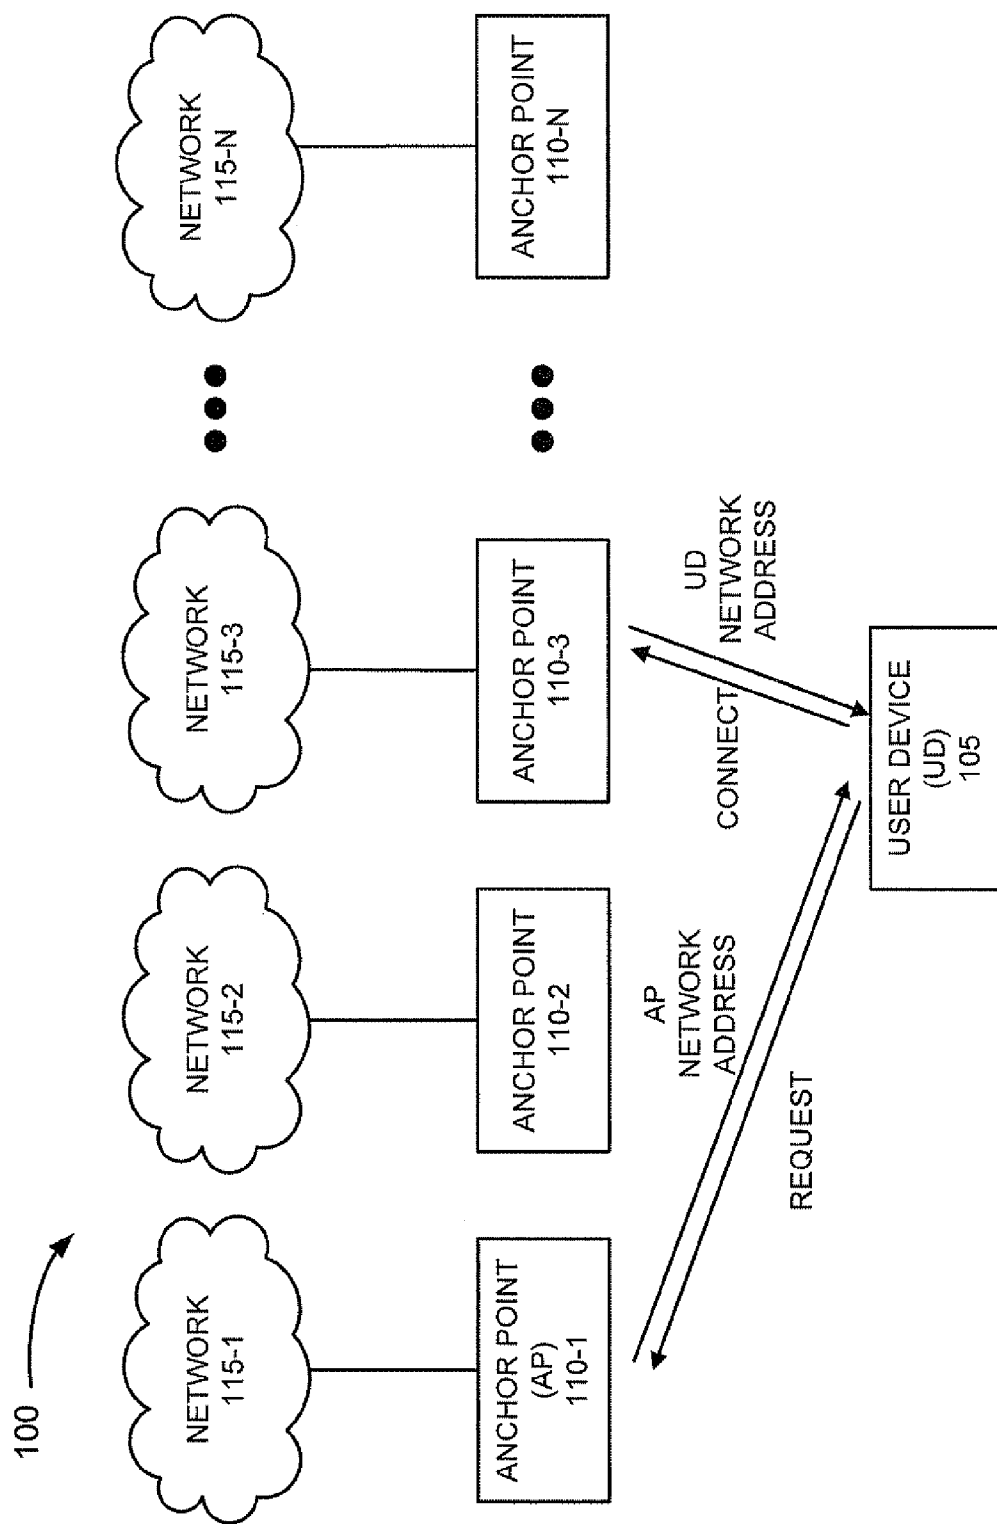 100
NETWORK
115-1
NETWORK
115-2
NETWORK
115-3
NETWORK
115-N
ANCHOR POINT
(AP)
110-1
ANCHOR POINT
110-2
ANCHOR POINT
110-3
ANCHOR POINT
110-N
REQUEST
AP
NETWORK
ADDRESS
CONNECT
UD
NETWORK
ADDRESS
USER DEVICE
(UD)
105